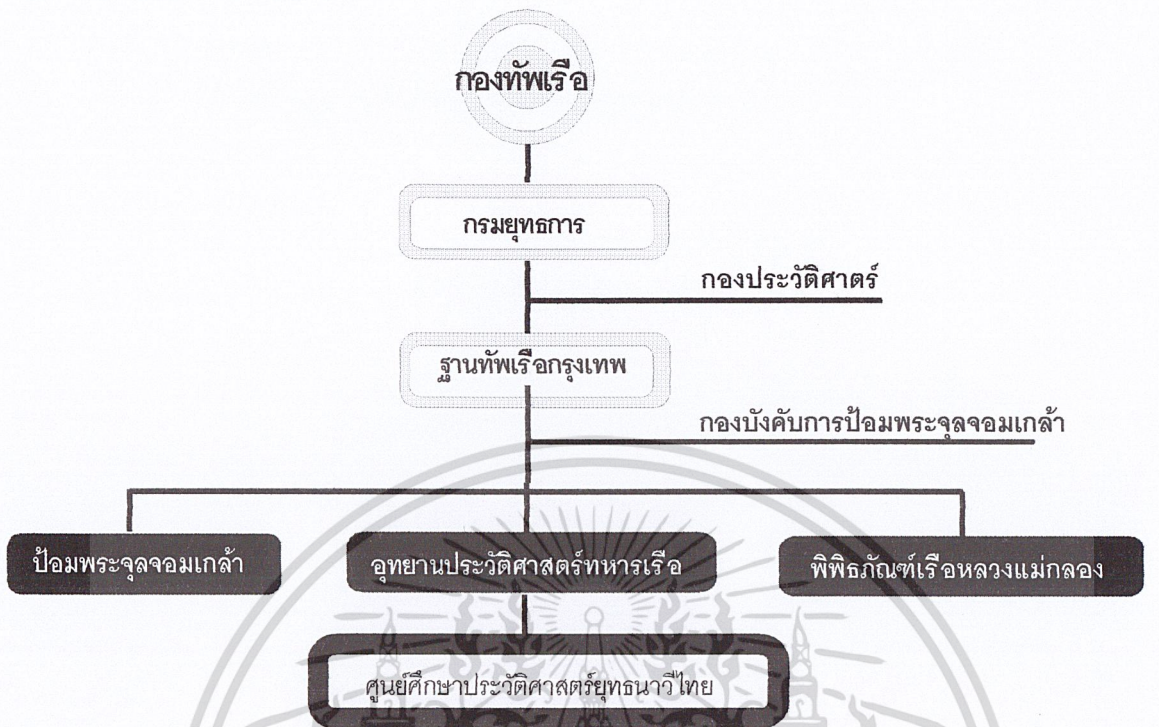 กองทัพเรือ
กรมยุทธการ
กองประวัติศาตร์
ฐานทัพเรือกรุงเทพ
กองบังคับการป้อมพระจุลจอมเกล้า
ป้อมพระจุลจอมเกล้า
อุทยานประวัติศาสตร์ทหารเรือ
พิพิธภัณฑ์เรือหลวงแม่กลอง
ศูนย์ศึกษาประวัติศาสตร์ยุทธนาวีไทย